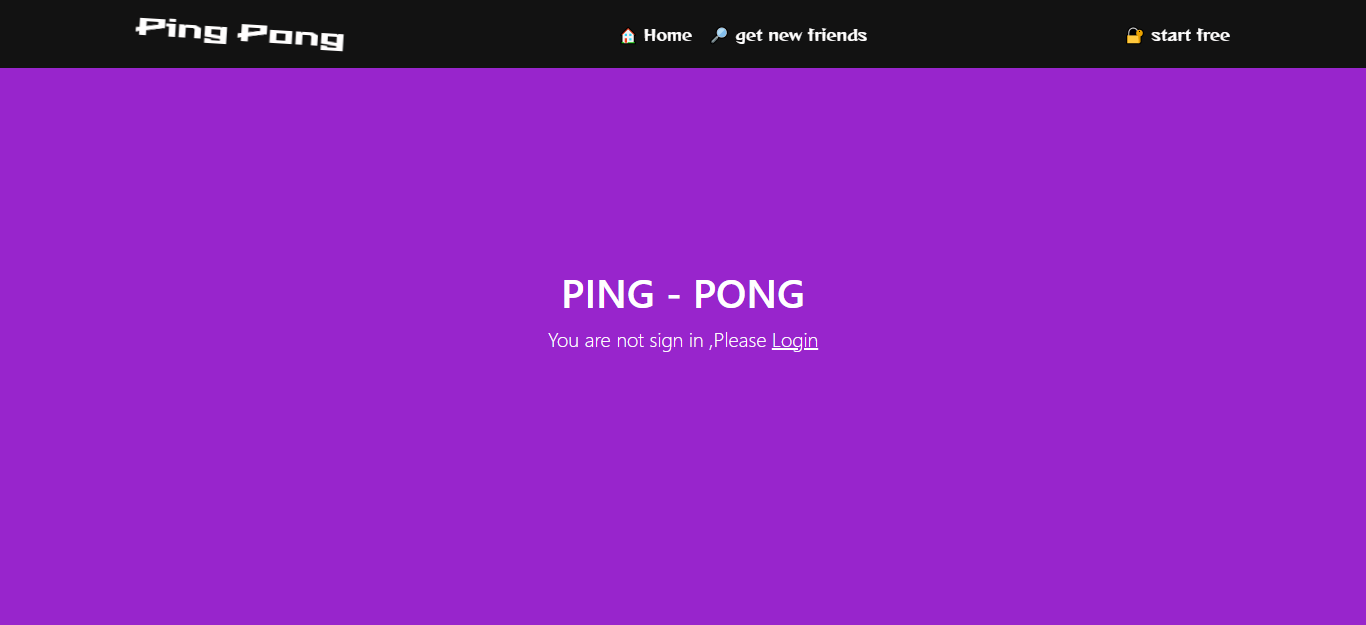 Ping Pong
🏠 Home 🔎 get new friends
🔐 start free
PING - PONG
You are not sign in ,Please Login